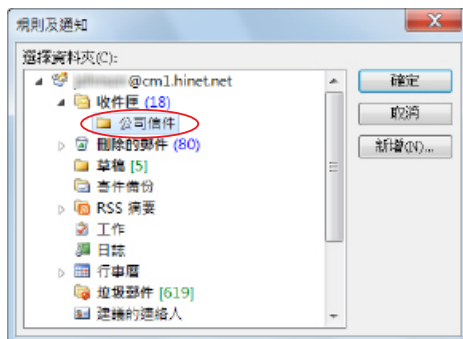 規則及通知
選擇資料夾(C):
@cm1.hinet.net
收件匣 (18)
公司信件
刪除的郵件 (80)
草稿 [5]
寄件備份
RSS 摘要
工作
日誌
行事曆
垃圾郵件 [619]
建議的連絡人
確定
取消
新增(N)...